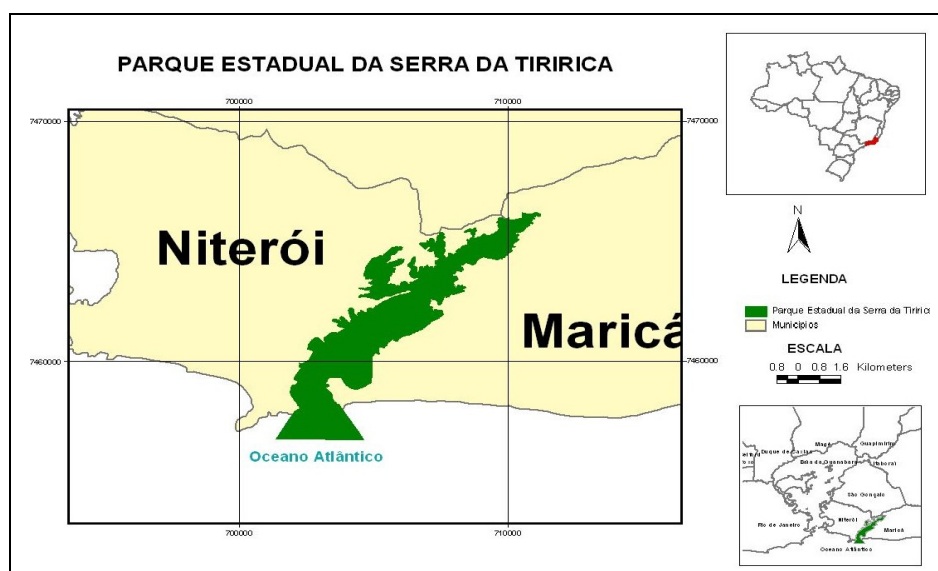 PARQUE ESTADUAL DA SERRA DA TIRIRICA
700000
710000
7470000
7470000
Niterói
Maricá
7460000
7460000
Oceano Atlântico
700000
710000
N
LEGENDA
Parque Estadual da Serra da Tiriric
Municípios
ESCALA
0.8 0 0.8 1.6 Kilometers
Duque de Caxias
Magé
Guapimirim
Baía de Guanabara
Itaboraí
São Gonçalo
Rio de Janeiro
Niterói
Maricá
Oceano Atlântico